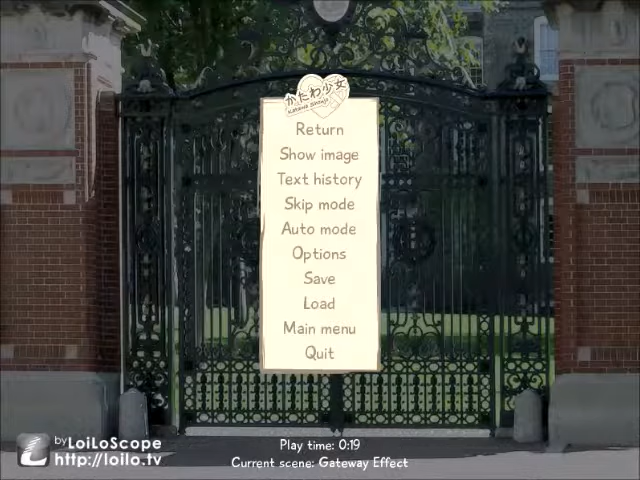 かたわ少女
KATAWA SHOUJO
Return
Show image
Text history
Skip mode
Auto mode
Options
Save
Load
Main menu
Quit
Play time: 0:19
Current scene: Gateway Effect
by LoiLoScope
http://loilo.tv